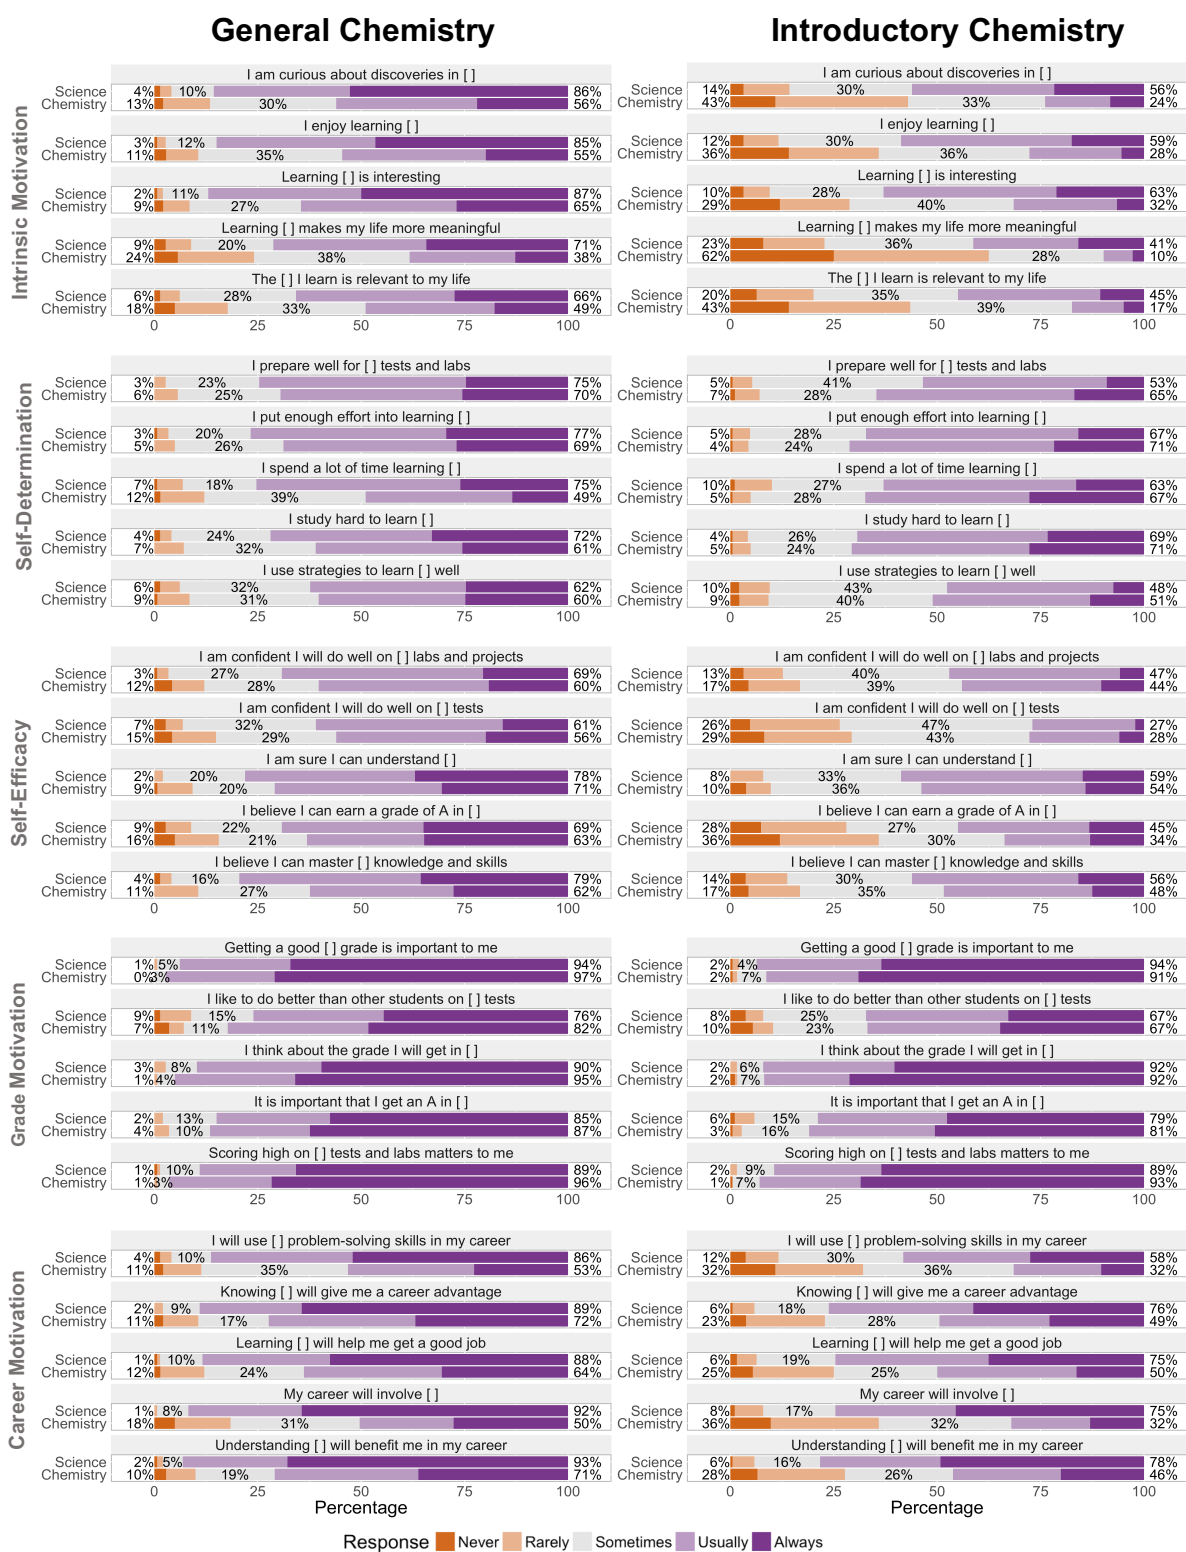 General Chemistry
Introductory Chemistry
Intrinsic Motivation
I am curious about discoveries in [ ]
Science 4% 10% 86%
Chemistry 13% 30% 56%
I enjoy learning [ ]
Science 3% 12% 85%
Chemistry 11% 35% 55%
Learning [ ] is interesting
Science 2% 11% 87%
Chemistry 9% 27% 65%
Learning [ ] makes my life more meaningful
Science 9% 20% 71%
Chemistry 24% 38% 38%
The [ ] I learn is relevant to my life
Science 6% 28% 66%
Chemistry 18% 33% 49%
0 25 50 75 100
I am curious about discoveries in [ ]
Science 14% 30% 56%
Chemistry 43% 33% 24%
I enjoy learning [ ]
Science 12% 30% 59%
Chemistry 36% 36% 28%
Learning [ ] is interesting
Science 10% 28% 63%
Chemistry 29% 40% 32%
Learning [ ] makes my life more meaningful
Science 23% 36% 41%
Chemistry 62% 28% 10%
The [ ] I learn is relevant to my life
Science 20% 35% 45%
Chemistry 43% 39% 17%
0 25 50 75 100
Self-Determination
I prepare well for [ ] tests and labs
Science 3% 23% 75%
Chemistry 6% 25% 70%
I put enough effort into learning [ ]
Science 3% 20% 77%
Chemistry 5% 26% 69%
I spend a lot of time learning [ ]
Science 7% 18% 75%
Chemistry 12% 39% 49%
I study hard to learn [ ]
Science 4% 24% 72%
Chemistry 7% 32% 61%
I use strategies to learn [ ] well
Science 6% 32% 62%
Chemistry 9% 31% 60%
0 25 50 75 100
I prepare well for [ ] tests and labs
Science 5% 41% 53%
Chemistry 7% 28% 65%
I put enough effort into learning [ ]
Science 5% 28% 67%
Chemistry 4% 24% 71%
I spend a lot of time learning [ ]
Science 10% 27% 63%
Chemistry 5% 28% 67%
I study hard to learn [ ]
Science 4% 26% 69%
Chemistry 5% 24% 71%
I use strategies to learn [ ] well
Science 10% 43% 48%
Chemistry 9% 40% 51%
0 25 50 75 100
Self-Efficacy
I am confident I will do well on [ ] labs and projects
Science 3% 27% 69%
Chemistry 12% 28% 60%
I am confident I will do well on [ ] tests
Science 7% 32% 61%
Chemistry 15% 29% 56%
I am sure I can understand [ ]
Science 2% 20% 78%
Chemistry 9% 20% 71%
I believe I can earn a grade of A in [ ]
Science 9% 22% 69%
Chemistry 16% 21% 63%
I believe I can master [ ] knowledge and skills
Science 4% 16% 79%
Chemistry 11% 27% 62%
0 25 50 75 100
I am confident I will do well on [ ] labs and projects
Science 13% 40% 47%
Chemistry 17% 39% 44%
I am confident I will do well on [ ] tests
Science 26% 47% 27%
Chemistry 29% 43% 28%
I am sure I can understand [ ]
Science 8% 33% 59%
Chemistry 10% 36% 54%
I believe I can earn a grade of A in [ ]
Science 28% 27% 45%
Chemistry 36% 30% 34%
I believe I can master [ ] knowledge and skills
Science 14% 30% 56%
Chemistry 17% 35% 48%
0 25 50 75 100
Grade Motivation
Getting a good [ ] grade is important to me
Science 1% 5% 94%
Chemistry 0% 3% 97%
I like to do better than other students on [ ] tests
Science 9% 15% 76%
Chemistry 7% 11% 82%
I think about the grade I will get in [ ]
Science 3% 8% 90%
Chemistry 1% 4% 95%
It is important that I get an A in [ ]
Science 2% 13% 85%
Chemistry 4% 10% 87%
Scoring high on [ ] tests and labs matters to me
Science 1% 10% 89%
Chemistry 1% 3% 96%
0 25 50 75 100
Getting a good [ ] grade is important to me
Science 2% 4% 94%
Chemistry 2% 7% 91%
I like to do better than other students on [ ] tests
Science 8% 25% 67%
Chemistry 10% 23% 67%
I think about the grade I will get in [ ]
Science 2% 6% 92%
Chemistry 2% 7% 92%
It is important that I get an A in [ ]
Science 6% 15% 79%
Chemistry 3% 16% 81%
Scoring high on [ ] tests and labs matters to me
Science 2% 9% 89%
Chemistry 1% 7% 93%
0 25 50 75 100
Career Motivation
I will use [ ] problem-solving skills in my career
Science 4% 10% 86%
Chemistry 11% 35% 53%
Knowing [ ] will give me a career advantage
Science 2% 9% 89%
Chemistry 11% 17% 72%
Learning [ ] will help me get a good job
Science 1% 10% 88%
Chemistry 12% 24% 64%
My career will involve [ ]
Science 1% 8% 92%
Chemistry 18% 31% 50%
Understanding [ ] will benefit me in my career
Science 2% 5% 93%
Chemistry 10% 19% 71%
0 25 50 75 100
Percentage
I will use [ ] problem-solving skills in my career
Science 12% 30% 58%
Chemistry 32% 36% 32%
Knowing [ ] will give me a career advantage
Science 6% 18% 76%
Chemistry 23% 28% 49%
Learning [ ] will help me get a good job
Science 6% 19% 75%
Chemistry 25% 25% 50%
My career will involve [ ]
Science 8% 17% 75%
Chemistry 36% 32% 32%
Understanding [ ] will benefit me in my career
Science 6% 16% 78%
Chemistry 28% 26% 46%
0 25 50 75 100
Percentage
Response Never Rarely Sometimes Usually Always